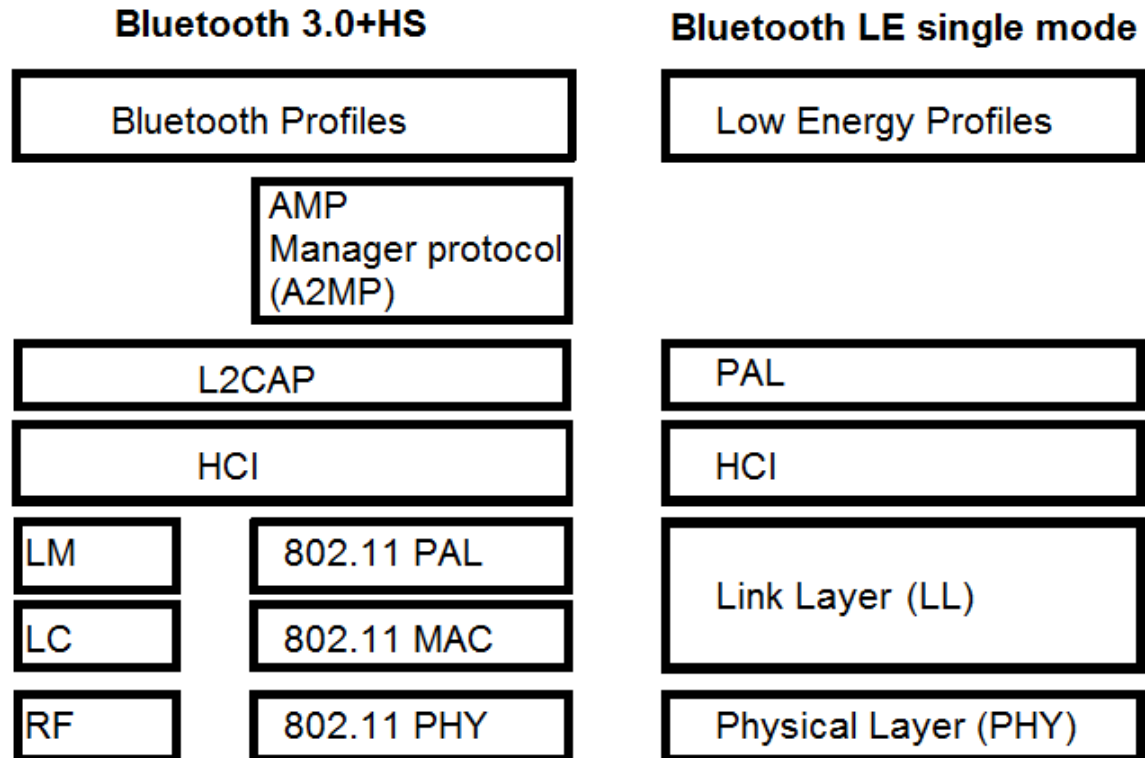 Bluetooth 3.0+HS
Bluetooth LE single mode
Bluetooth Profiles
Low Energy Profiles
AMP
Manager protocol
(A2MP)
L2CAP
PAL
HCI
HCI
LM
802.11 PAL
Link Layer (LL)
LC
802.11 MAC
RF
802.11 PHY
Physical Layer (PHY)